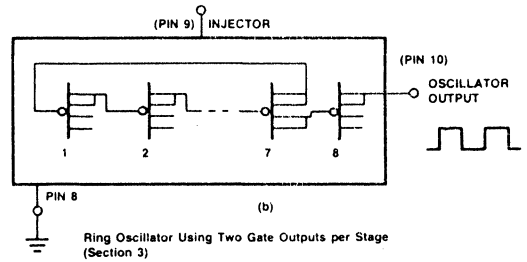 (PIN 9) INJECTOR
(PIN 10)
OSCILLATOR
OUTPUT
1 2 7 8
PIN 8
(b)
Ring Oscillator Using Two Gate Outputs per Stage
(Section 3)